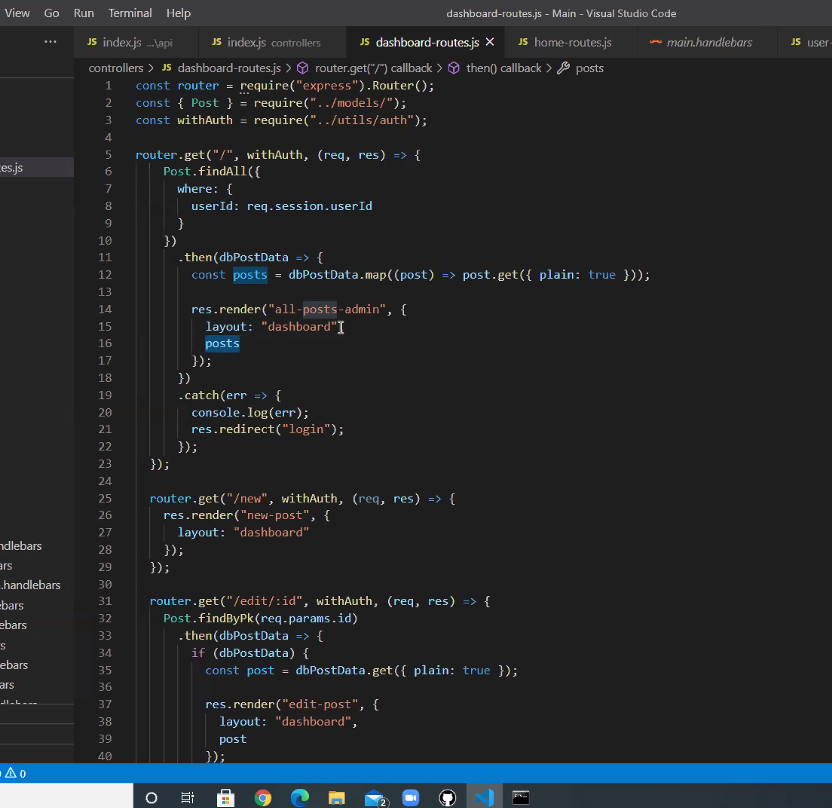 View Go Run Terminal Help dashboard-routes.js - Main - Visual Studio Code
... JS index.js ...\api JS index.js controllers JS dashboard-routes.js × JS home-routes.js main.handlebars JS user-
controllers > JS dashboard-routes.js > router.get("/") callback > then() callback > posts
es.js
ndlebars
ars
.handlebars
ebars
ebars
s
lebars
ars
1 const router = require("express").Router();
2 const { Post } = require("../models/");
3 const withAuth = require("../utils/auth");
4
5 router.get("/", withAuth, (req, res) => {
6 Post.findAll({
7 where: {
8 userId: req.session.userId
9 }
10 })
11 .then(dbPostData => {
12 const posts = dbPostData.map((post) => post.get({ plain: true }));
13
14 res.render("all-posts-admin", {
15 layout: "dashboard",
16 posts
17 });
18 })
19 .catch(err => {
20 console.log(err);
21 res.redirect("login");
22 });
23 });
24
25 router.get("/new", withAuth, (req, res) => {
26 res.render("new-post", {
27 layout: "dashboard"
28 });
29 });
30
31 router.get("/edit/:id", withAuth, (req, res) => {
32 Post.findByPk(req.params.id)
33 .then(dbPostData => {
34 if (dbPostData) {
35 const post = dbPostData.get({ plain: true });
36
37 res.render("edit-post", {
38 layout: "dashboard",
39 post
40 });
0
2